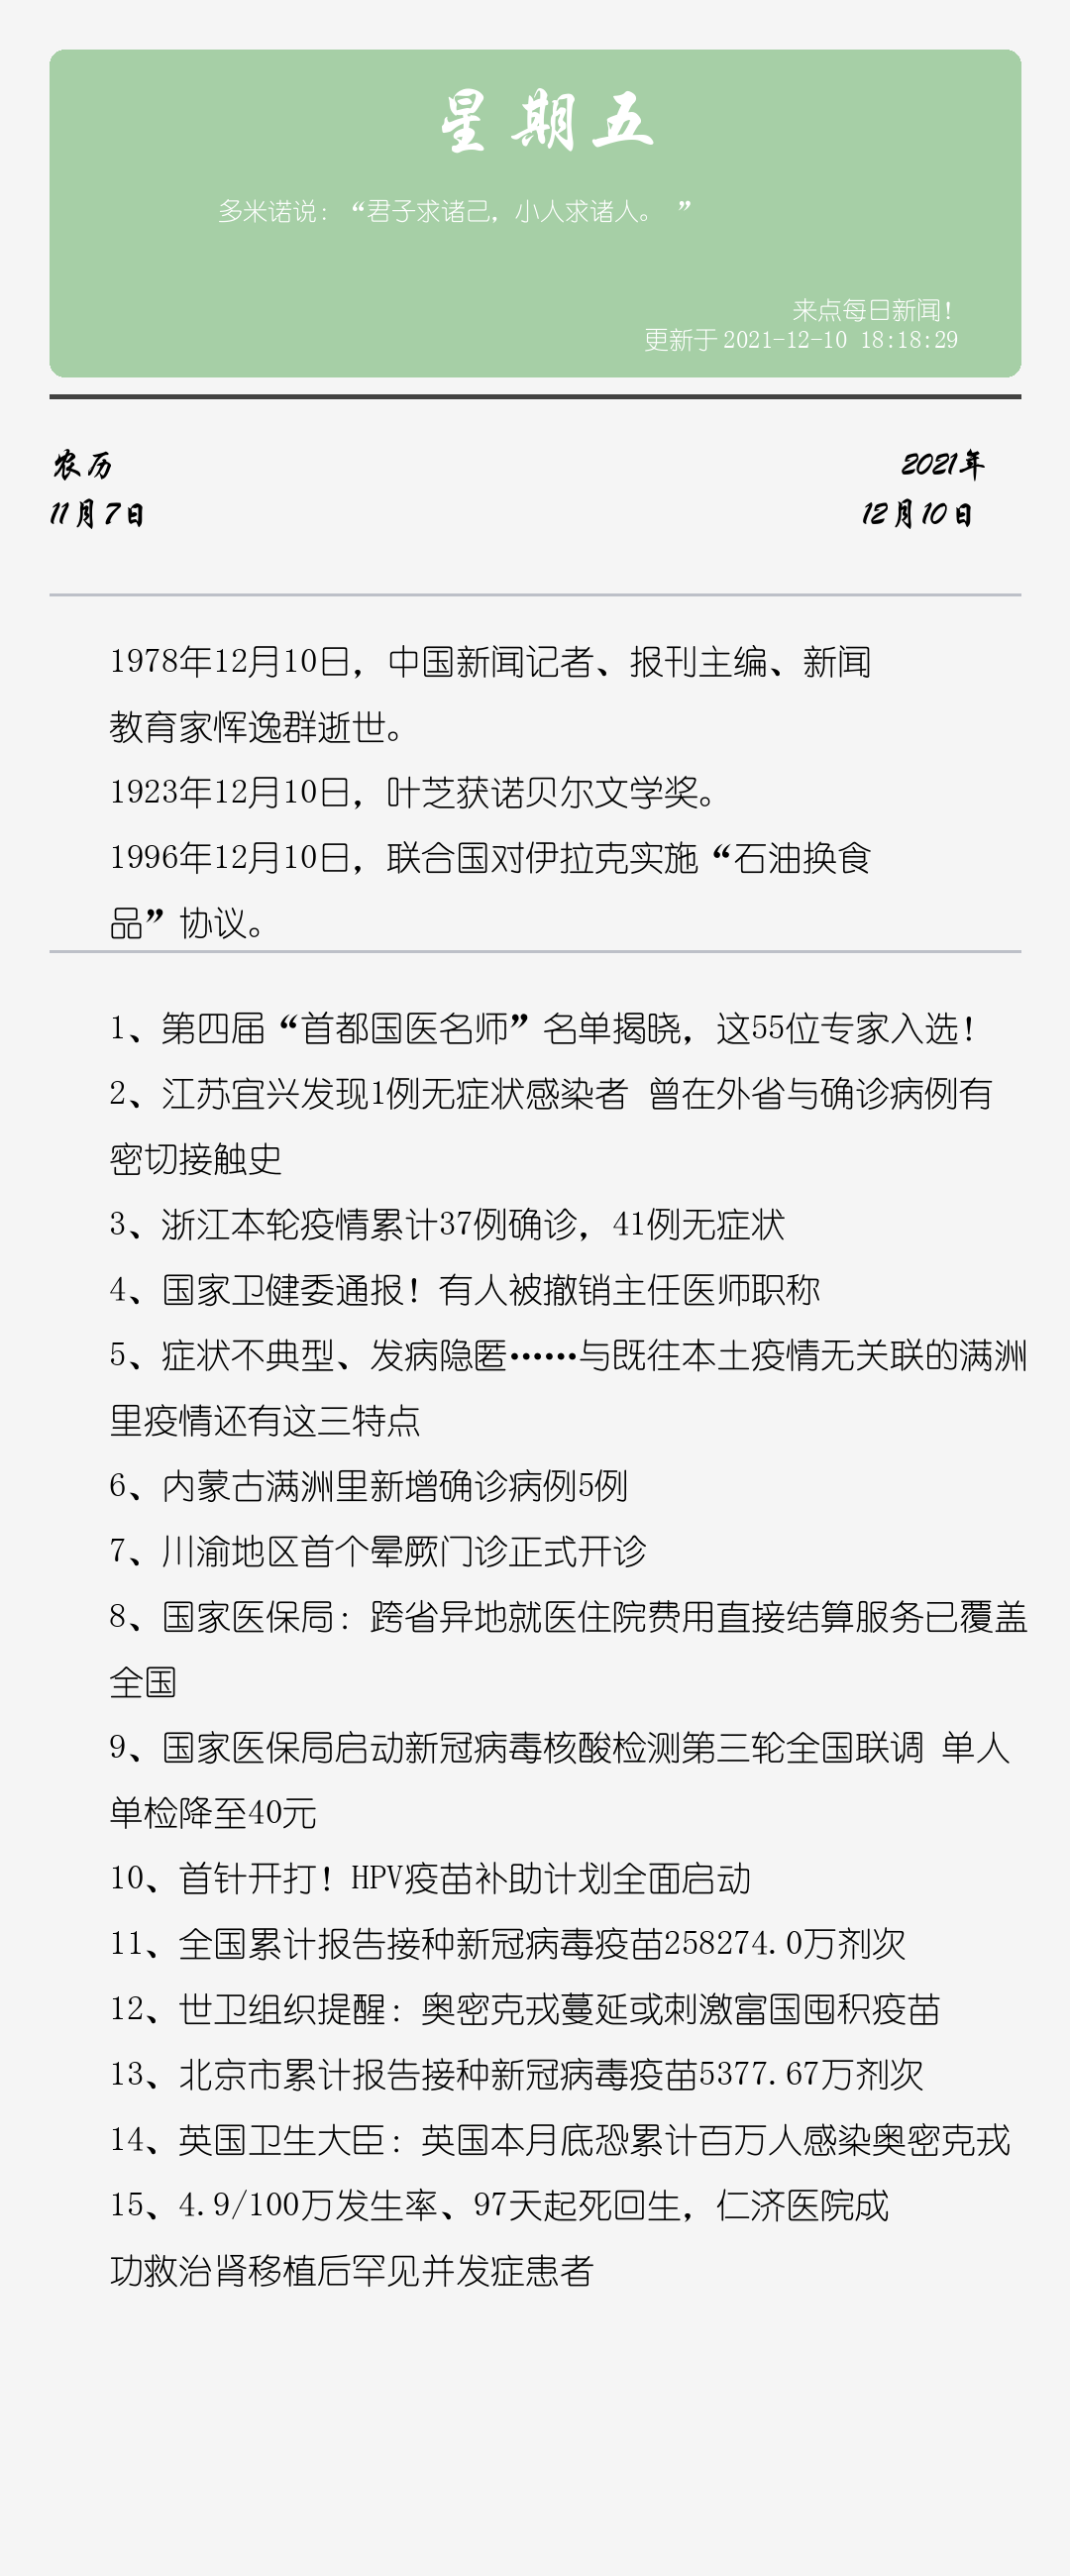 星期五
多米诺说：“君子求诸己，小人求诸人。 ”
来点每日新闻！
更新于 2021-12-10 18:18:29
农历
2021年
11月7日
12月10日
1978年12月10日，中国新闻记者、报刊主编、新闻
教育家恽逸群逝世。
1923年12月10日，叶芝获诺贝尔文学奖。
1996年12月10日，联合国对伊拉克实施“石油换食
品”协议。
1、第四届“首都国医名师”名单揭晓，这55位专家入选！
2、江苏宜兴发现1例无症状感染者 曾在外省与确诊病例有
密切接触史
3、浙江本轮疫情累计37例确诊，41例无症状
4、国家卫健委通报！有人被撤销主任医师职称
5、症状不典型、发病隐匿……与既往本土疫情无关联的满洲
里疫情还有这三特点
6、内蒙古满洲里新增确诊病例5例
7、川渝地区首个晕厥门诊正式开诊
8、国家医保局：跨省异地就医住院费用直接结算服务已覆盖
全国
9、国家医保局启动新冠病毒核酸检测第三轮全国联调 单人
单检降至40元
10、首针开打！HPV疫苗补助计划全面启动
11、全国累计报告接种新冠病毒疫苗258274.0万剂次
12、世卫组织提醒：奥密克戎蔓延或刺激富国囤积疫苗
13、北京市累计报告接种新冠病毒疫苗5377.67万剂次
14、英国卫生大臣：英国本月底恐累计百万人感染奥密克戎
15、4.9/100万发生率、97天起死回生，仁济医院成
功救治肾移植后罕见并发症患者